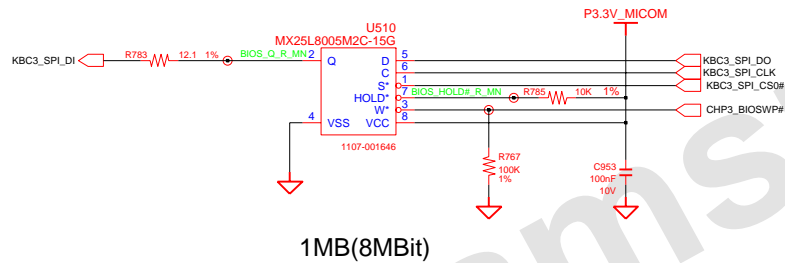 P3.3V_MICOM
U510
MX25L8005M2C-15G
KBC3_SPI_DI
R783
12.1
1%
BIOS_Q_R_MN
2
Q
D
5
KBC3_SPI_DO
C
6
KBC3_SPI_CLK
S*
1
KBC3_SPI_CS0#
HOLD*
7
BIOS_HOLD#_R_MN
R785
10K
1%
W*
3
CHP3_BIOSWP#
4
VSS
VCC
8
1107-001646
R767
100K
1%
C953
100nF
10V
1MB(8MBit)